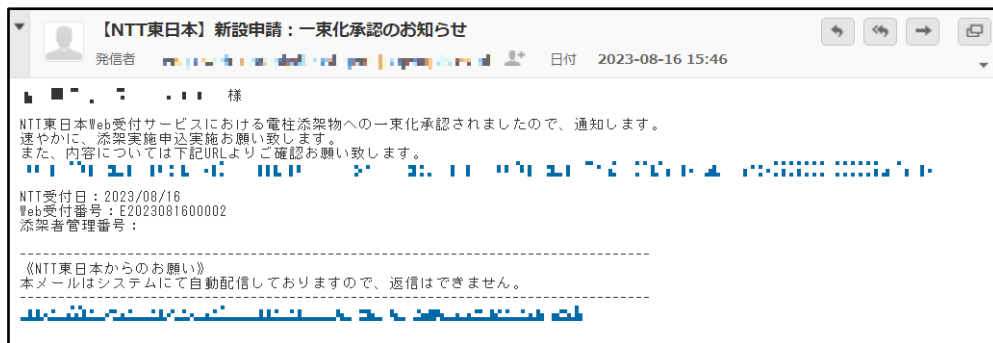 【NTT東日本】新設申請：一束化承認のお知らせ
発信者 日付 2023-08-16 15:46
様
NTT東日本Web受付サービスにおける電柱添架物への一束化承認されましたので、通知します。
速やかに、添架実施申込実施お願い致します。
また、内容については下記URLよりご確認お願い致します。
NTT受付日：2023/08/16
Web受付番号：E2023081600002
添架者管理番号：
------------------------------------------------------------------------
《NTT東日本からのお願い》
本メールはシステムにて自動配信しておりますので、返信はできません。
------------------------------------------------------------------------